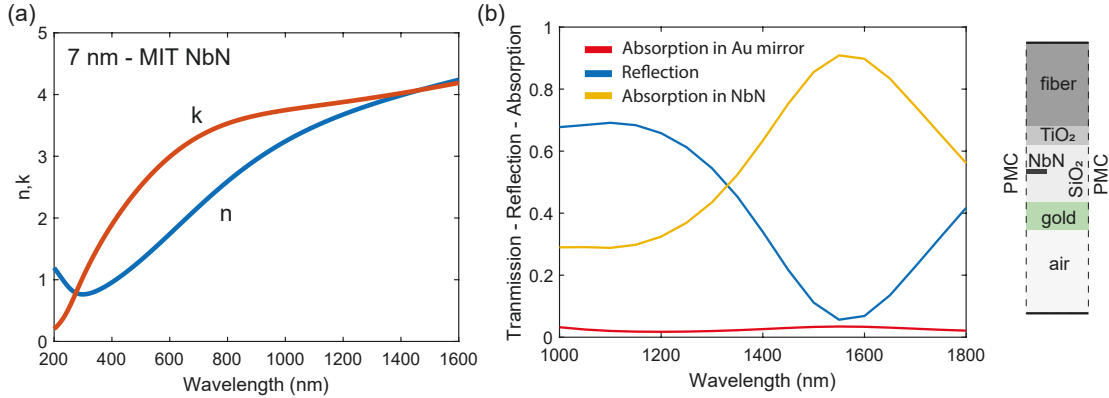 (a)
7 nm - MIT NbN
k
n
n,k
0
1
2
3
4
5
200 400 600 800 1000 1200 1400 1600
Wavelength (nm)
(b)
Absorption in Au mirror
Reflection
Absorption in NbN
Tranmission - Reflection - Absorption
0
0.2
0.4
0.6
0.8
1
1000 1200 1400 1600 1800
Wavelength (nm)
fiber
TiO₂
NbN
SiO₂
PMC
PMC
gold
air